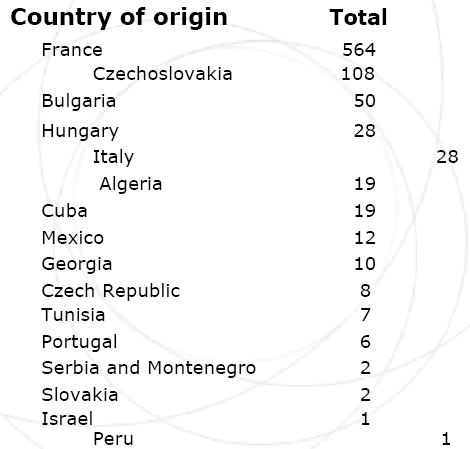 Country of origin Total
France 564
Czechoslovakia 108
Bulgaria 50
Hungary 28
Italy 28
Algeria 19
Cuba 19
Mexico 12
Georgia 10
Czech Republic 8
Tunisia 7
Portugal 6
Serbia and Montenegro 2
Slovakia 2
Israel 1
Peru 1